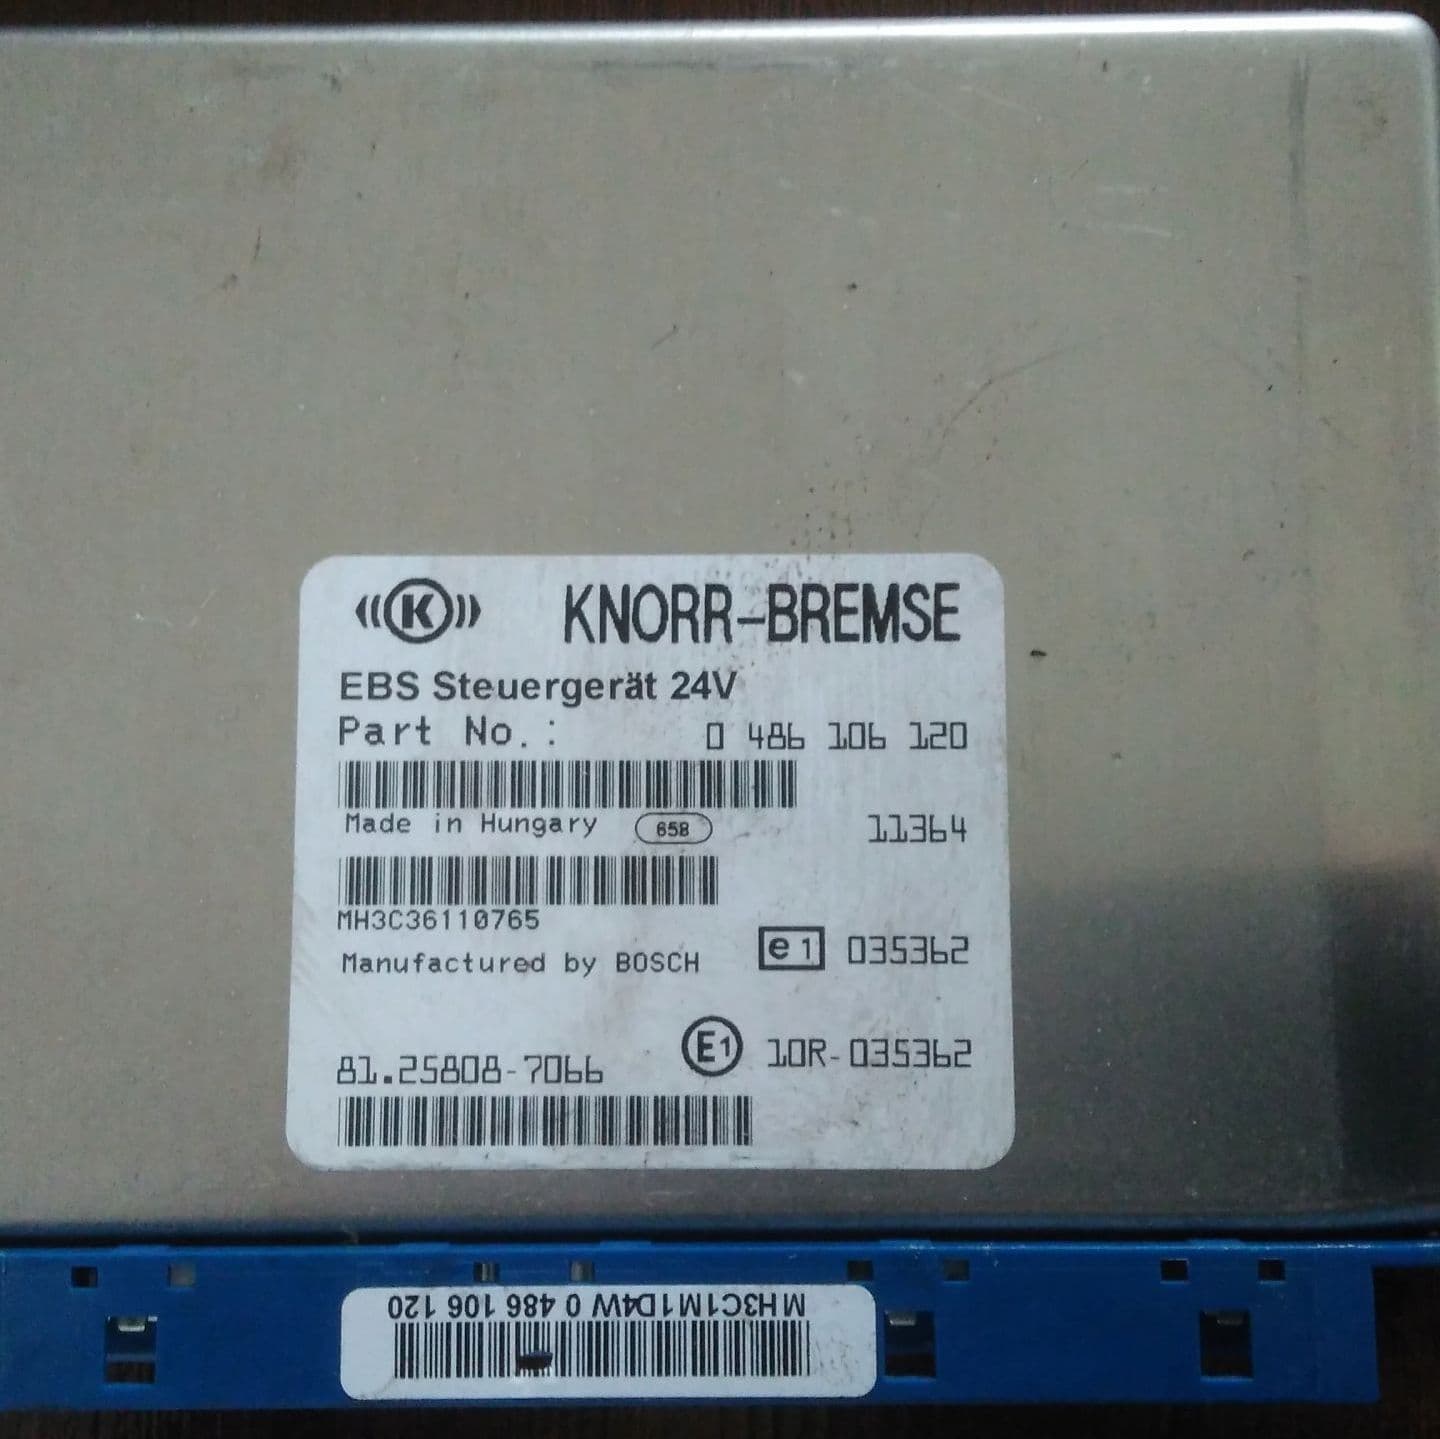 K KNORR-BREMSE
EBS Steuergerät 24V
Part No.: 0 486 106 120
Made in Hungary 658 11364
MH3C36110765
Manufactured by BOSCH e1 035362
81.25808-7066 E1 10R-035362
MH3C1M1D4W 0 486 106 120